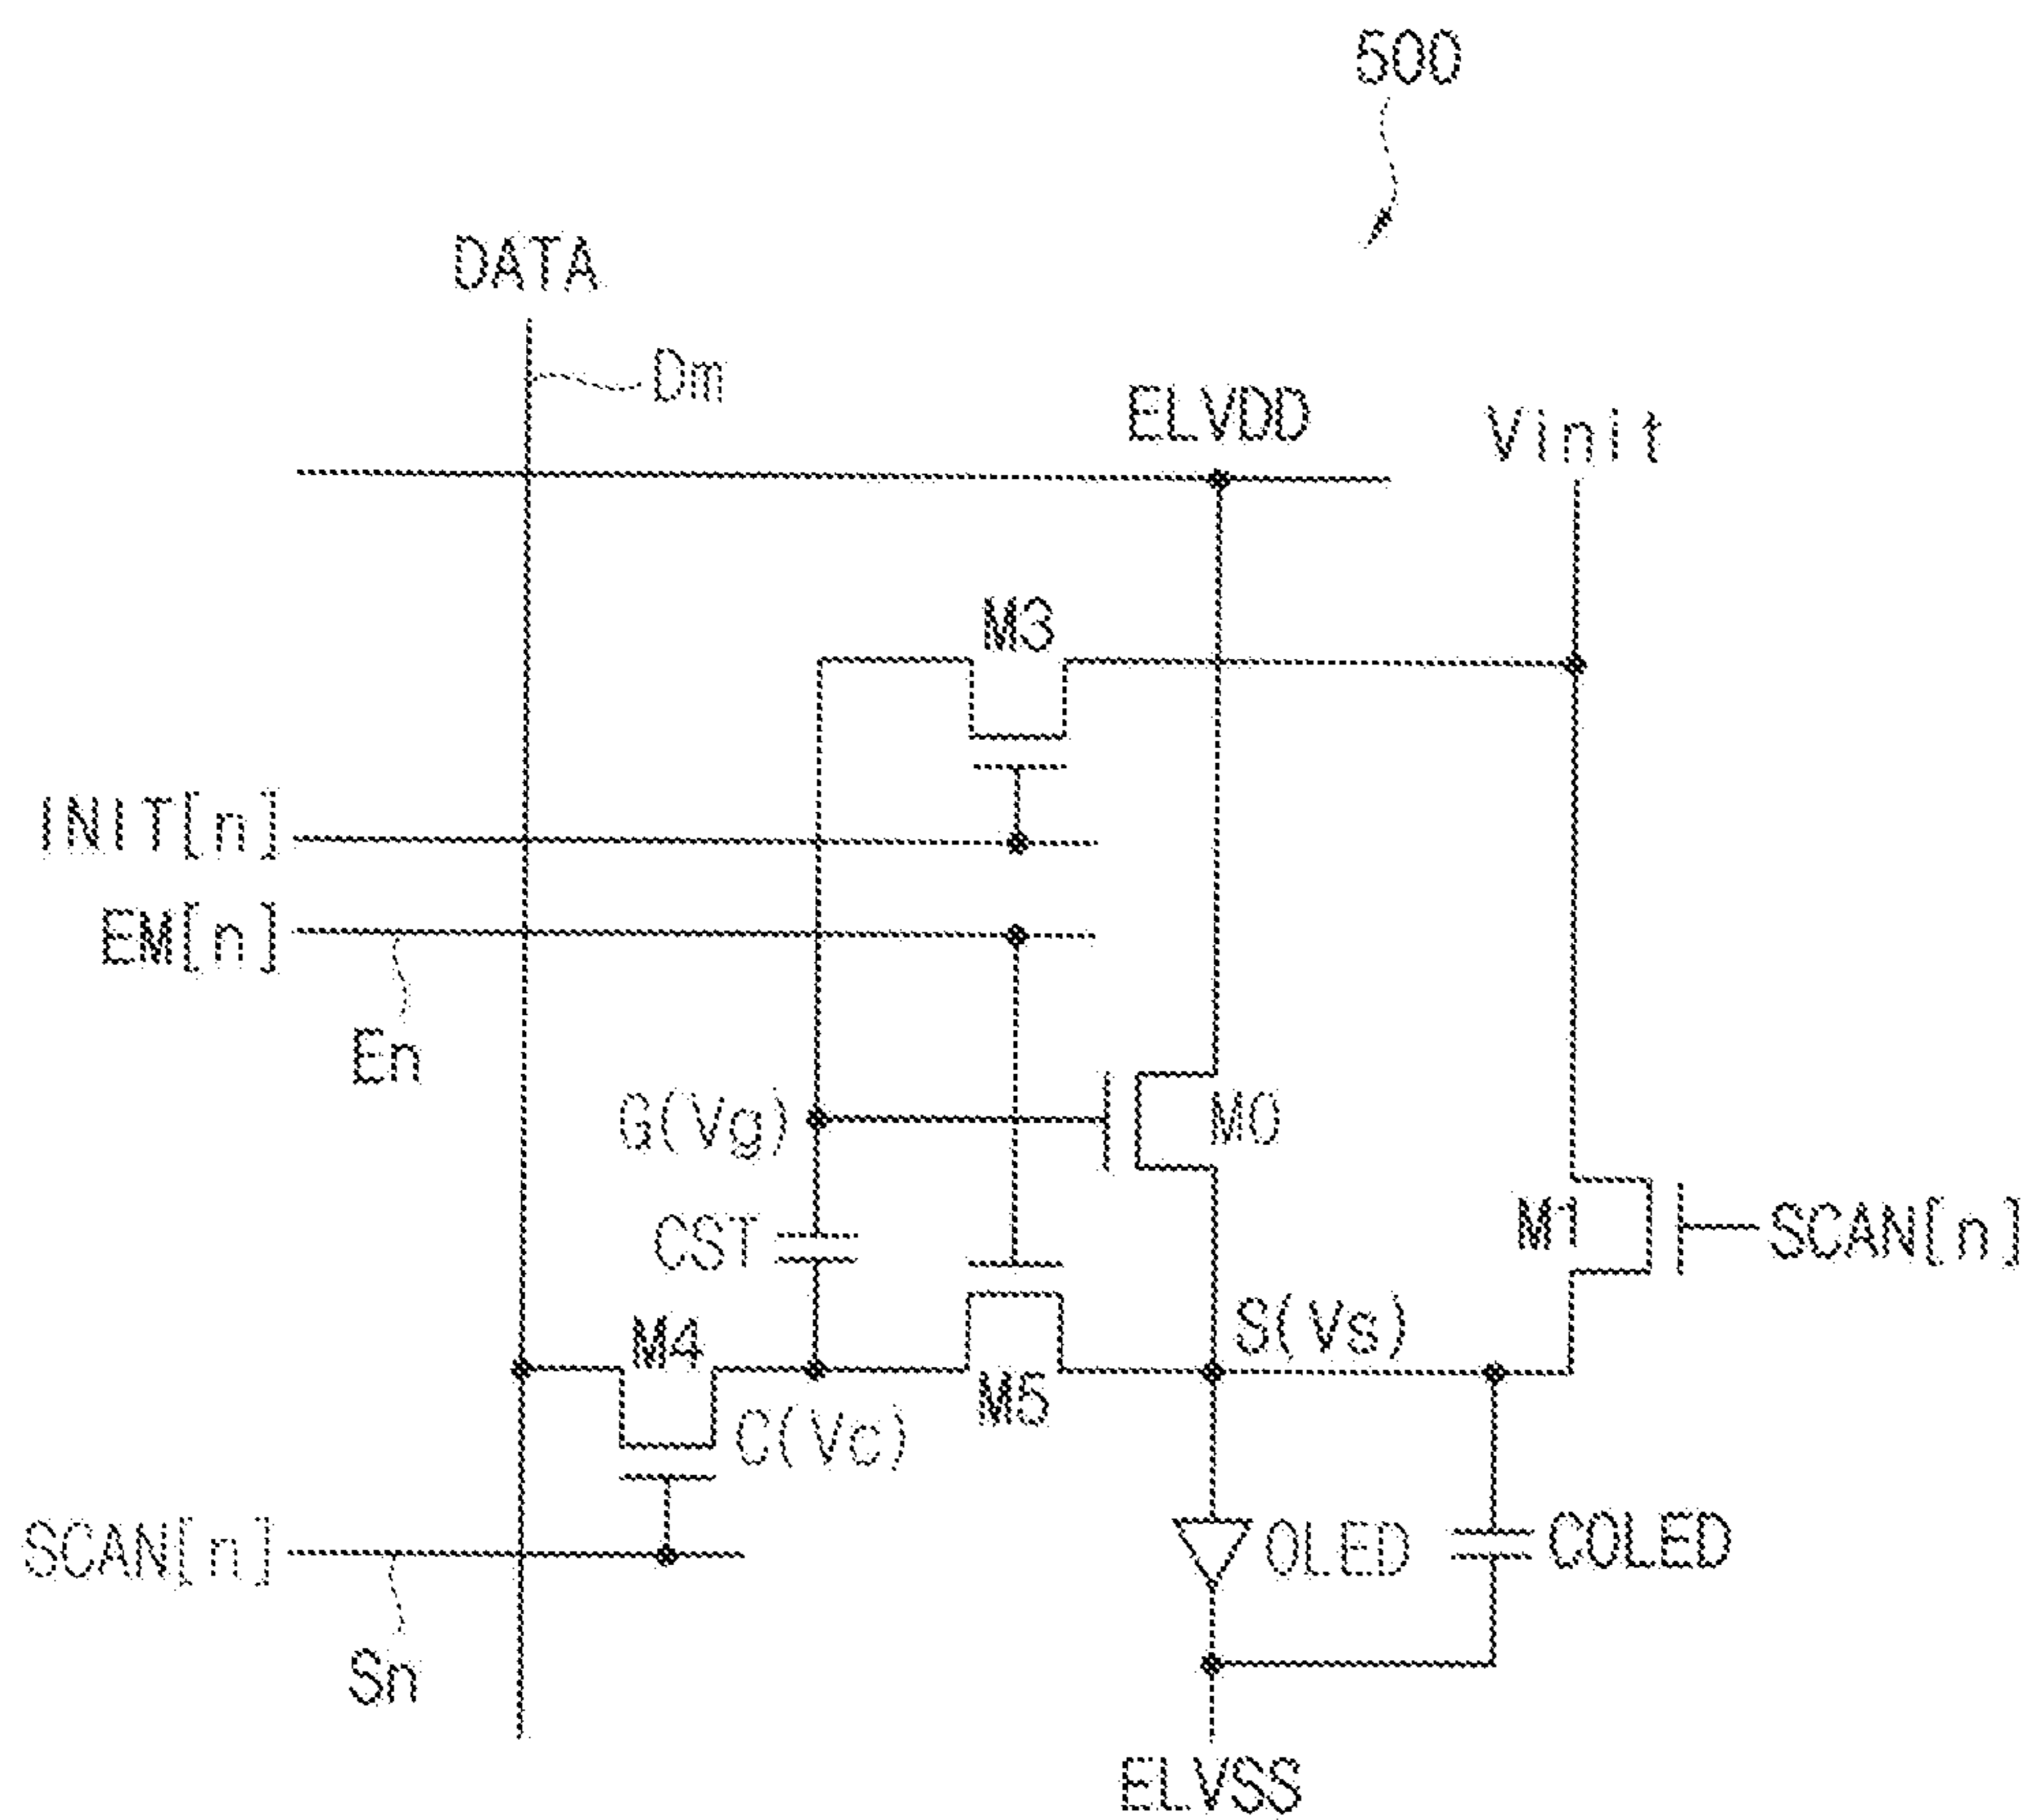 500
DATA
Dm
ELVDD
Vinit
M3
INIT[n]
EM[n]
En
G(Vg)
M0
CST
M1
SCAN[n]
S(Vs)
M4
M5
C(Vc)
SCAN[n]
OLED
COLED
Sn
ELVSS